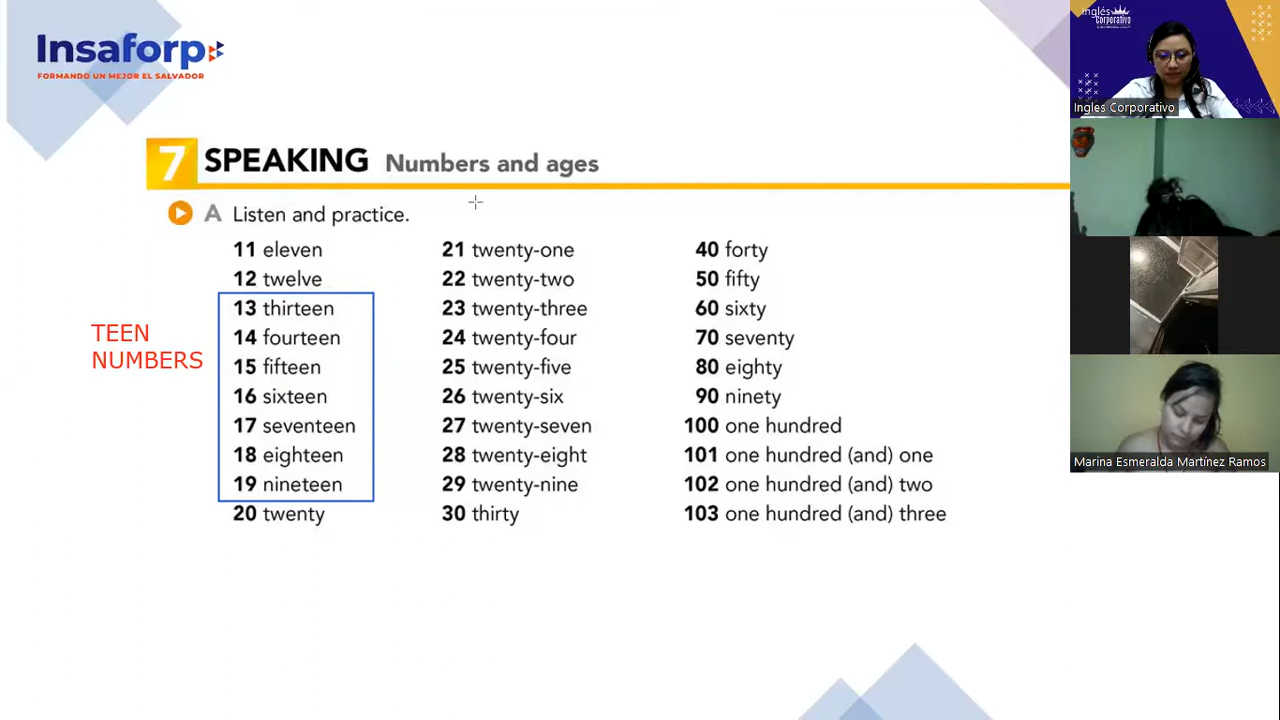 Insaforp
FORMANDO UN MEJOR EL SALVADOR
7 SPEAKING Numbers and ages
A Listen and practice.
11 eleven
12 twelve
13 thirteen
14 fourteen
15 fifteen
16 sixteen
17 seventeen
18 eighteen
19 nineteen
20 twenty
TEEN
NUMBERS
21 twenty-one
22 twenty-two
23 twenty-three
24 twenty-four
25 twenty-five
26 twenty-six
27 twenty-seven
28 twenty-eight
29 twenty-nine
30 thirty
40 forty
50 fifty
60 sixty
70 seventy
80 eighty
90 ninety
100 one hundred
101 one hundred (and) one
102 one hundred (and) two
103 one hundred (and) three
Inglés
Corporativo
Ingles Corporativo
Marina Esmeralda Martínez Ramos